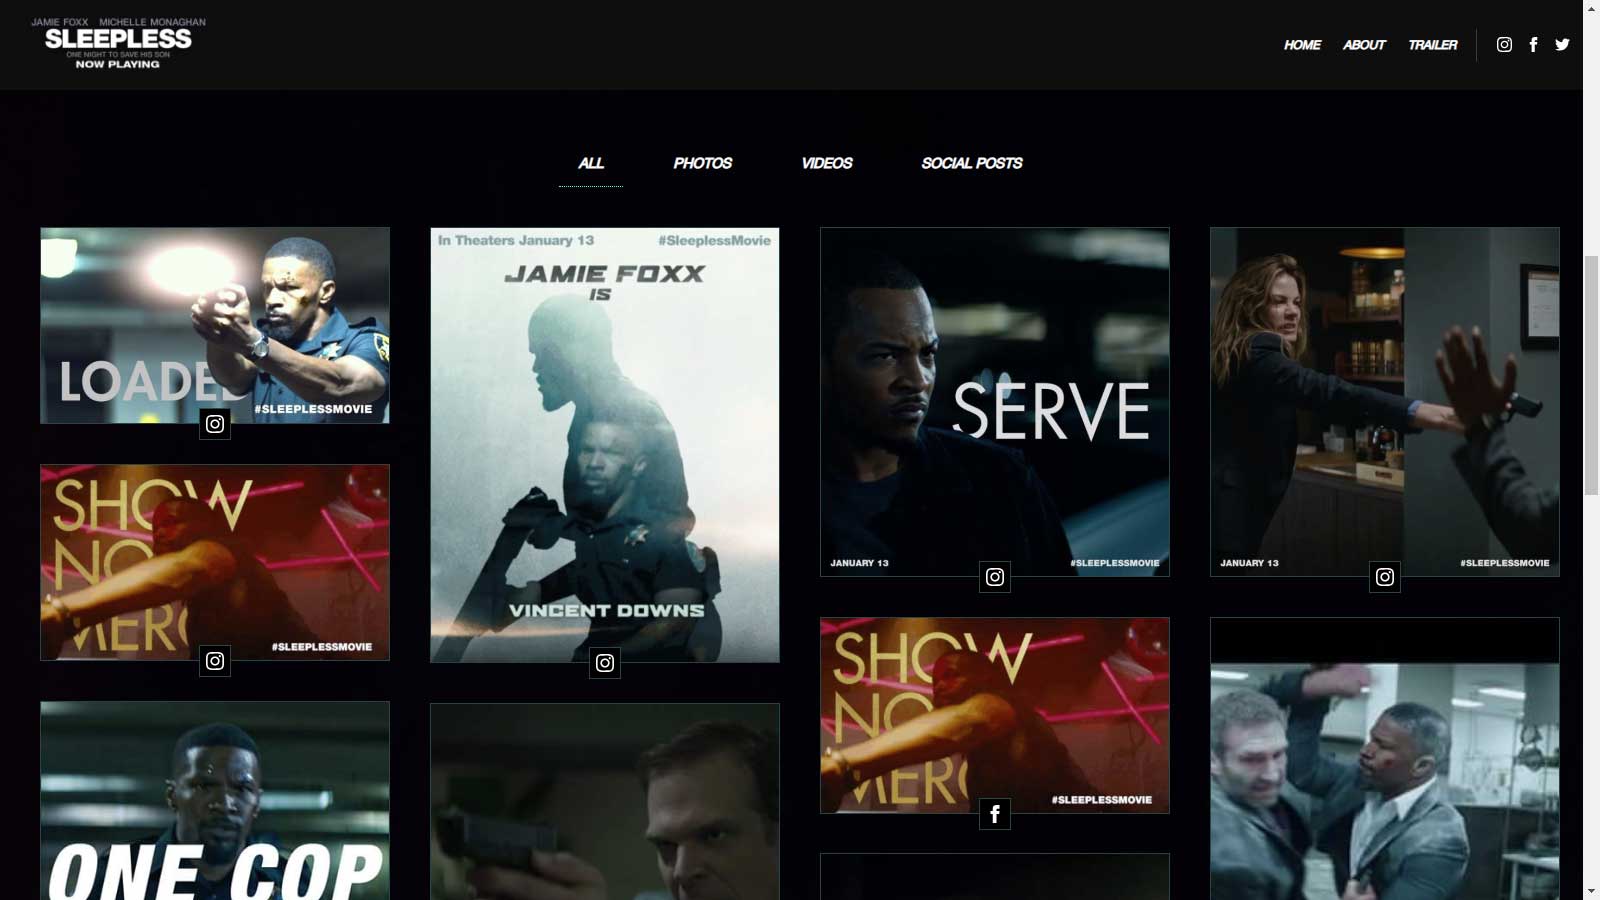 JAMIE FOXX MICHELLE MONAGHAN
SLEEPLESS
ONE NIGHT TO SAVE HIS SON
NOW PLAYING
HOME ABOUT TRAILER
ALL PHOTOS VIDEOS SOCIAL POSTS
LOADED
#SLEEPLESSMOVIE
In Theaters January 13 #SleeplessMovie
JAMIE FOXX
IS
VINCENT DOWNS
SERVE
JANUARY 13 #SLEEPLESSMOVIE
JANUARY 13 #SLEEPLESSMOVIE
SHOW
NO
MERC
#SLEEPLESSMOVIE
SHOW
NO
MERC
#SLEEPLESSMOVIE
ONE COP